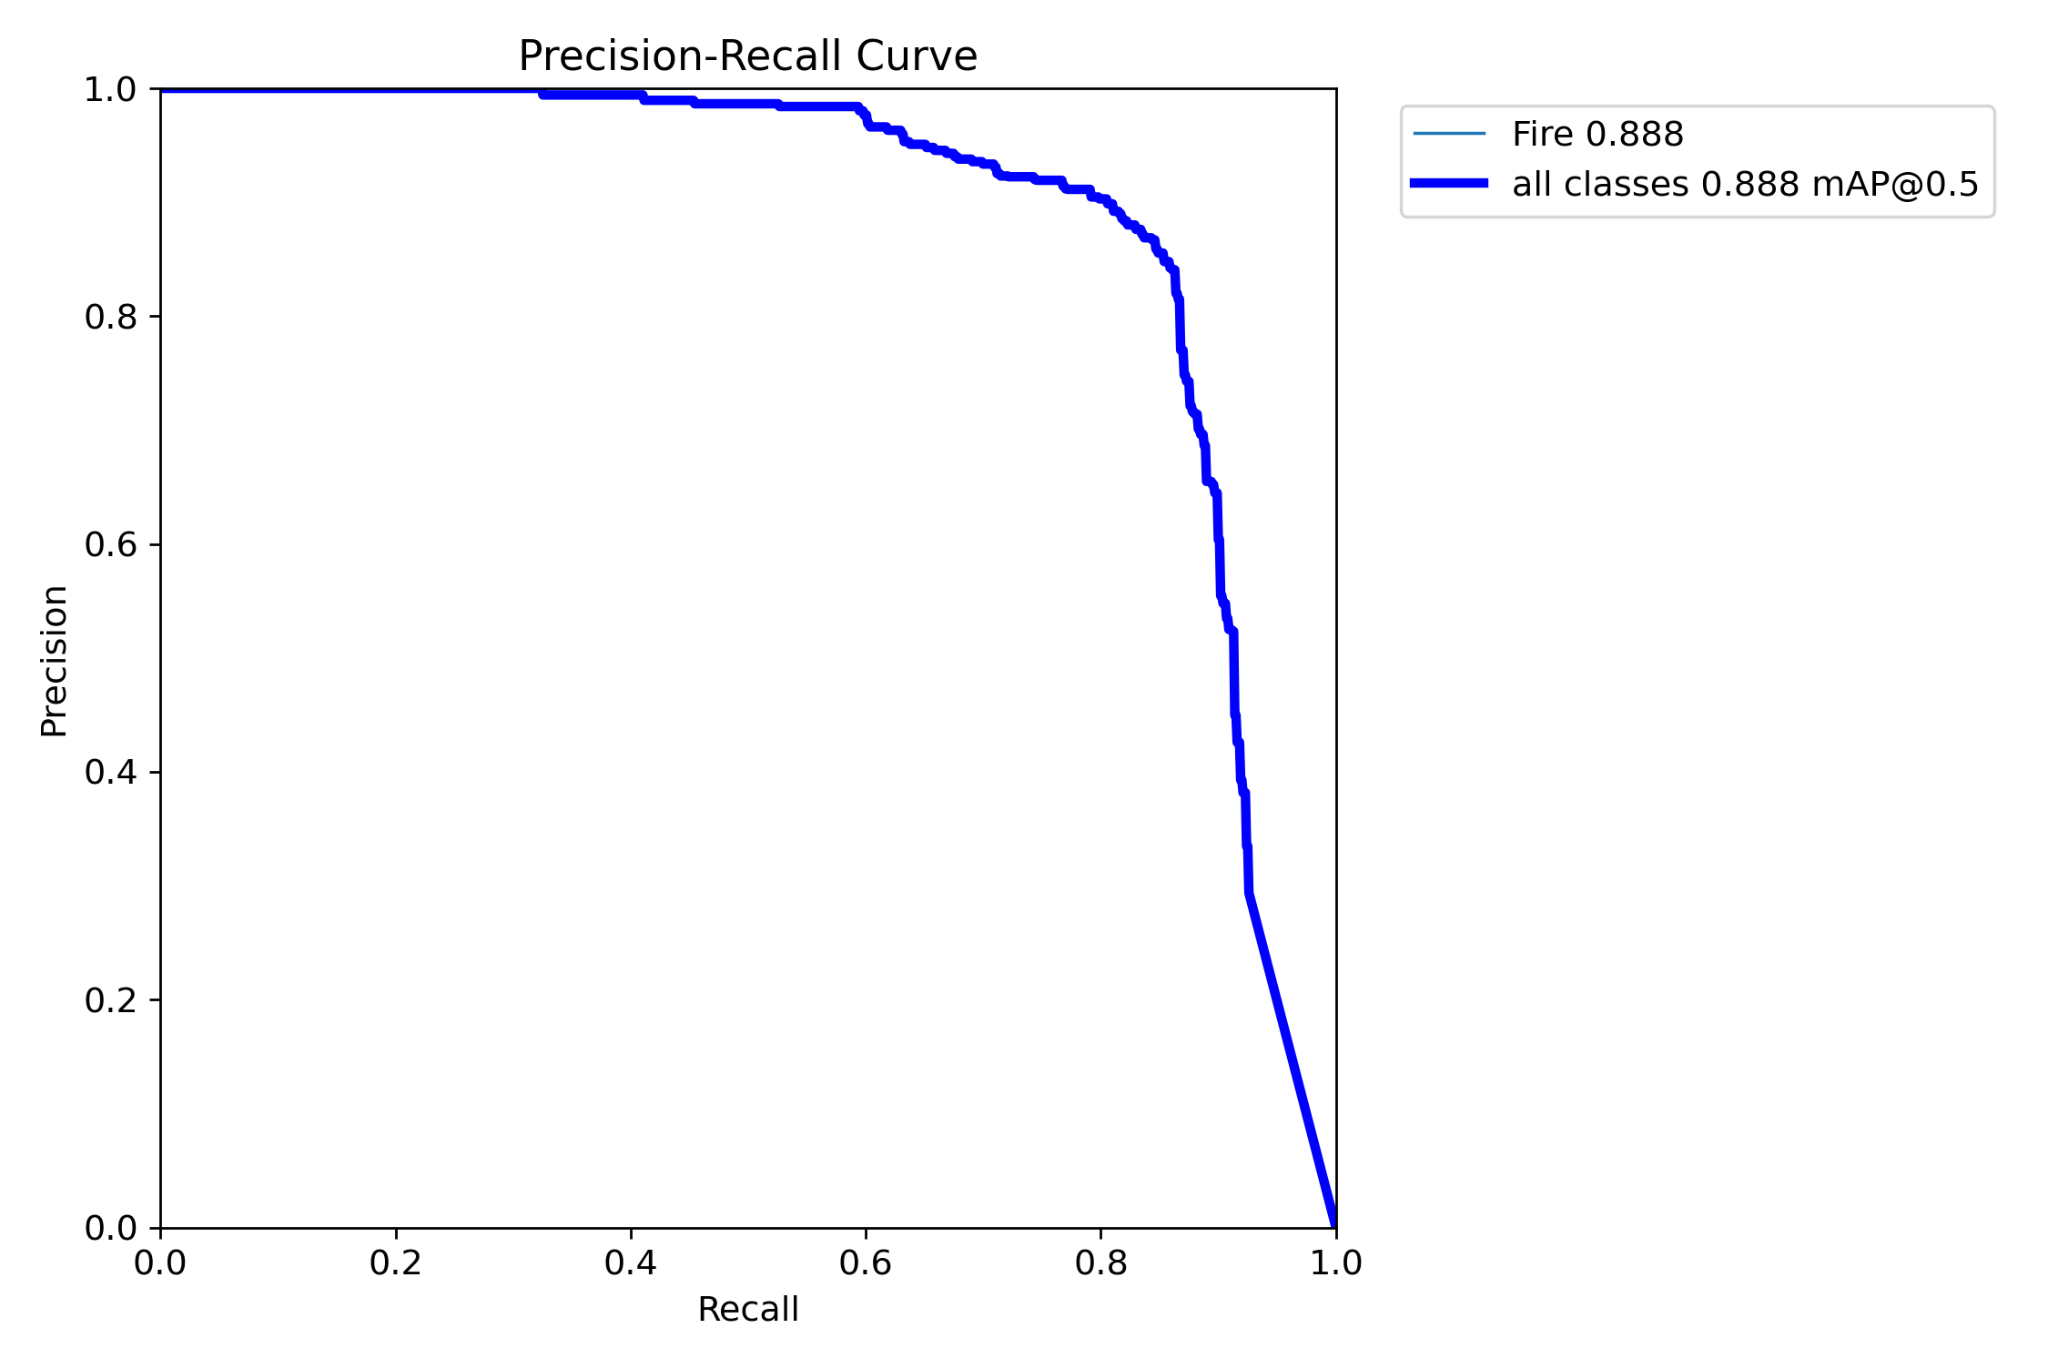 Precision-Recall Curve
1.0
0.8
0.6
0.4
0.2
0.0
Precision
0.0 0.2 0.4 0.6 0.8 1.0
Recall
Fire 0.888
all classes 0.888 mAP@0.5